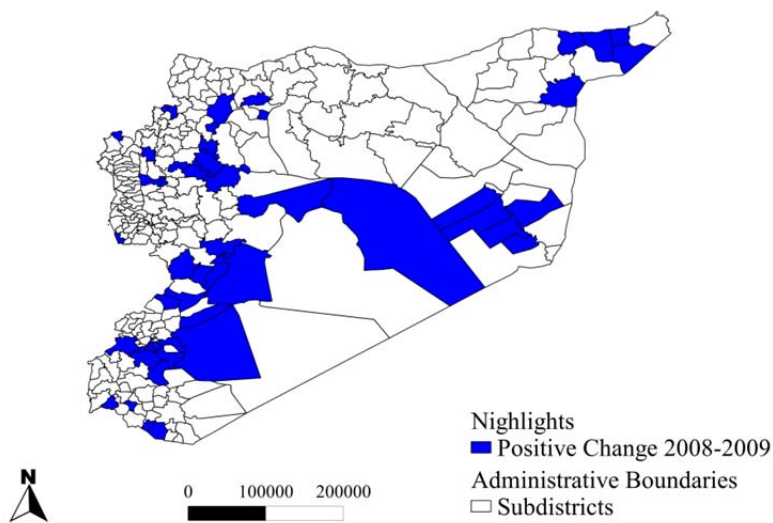 Nighlights
Positive Change 2008-2009
Administrative Boundaries
Subdistricts
N
0 100000 200000